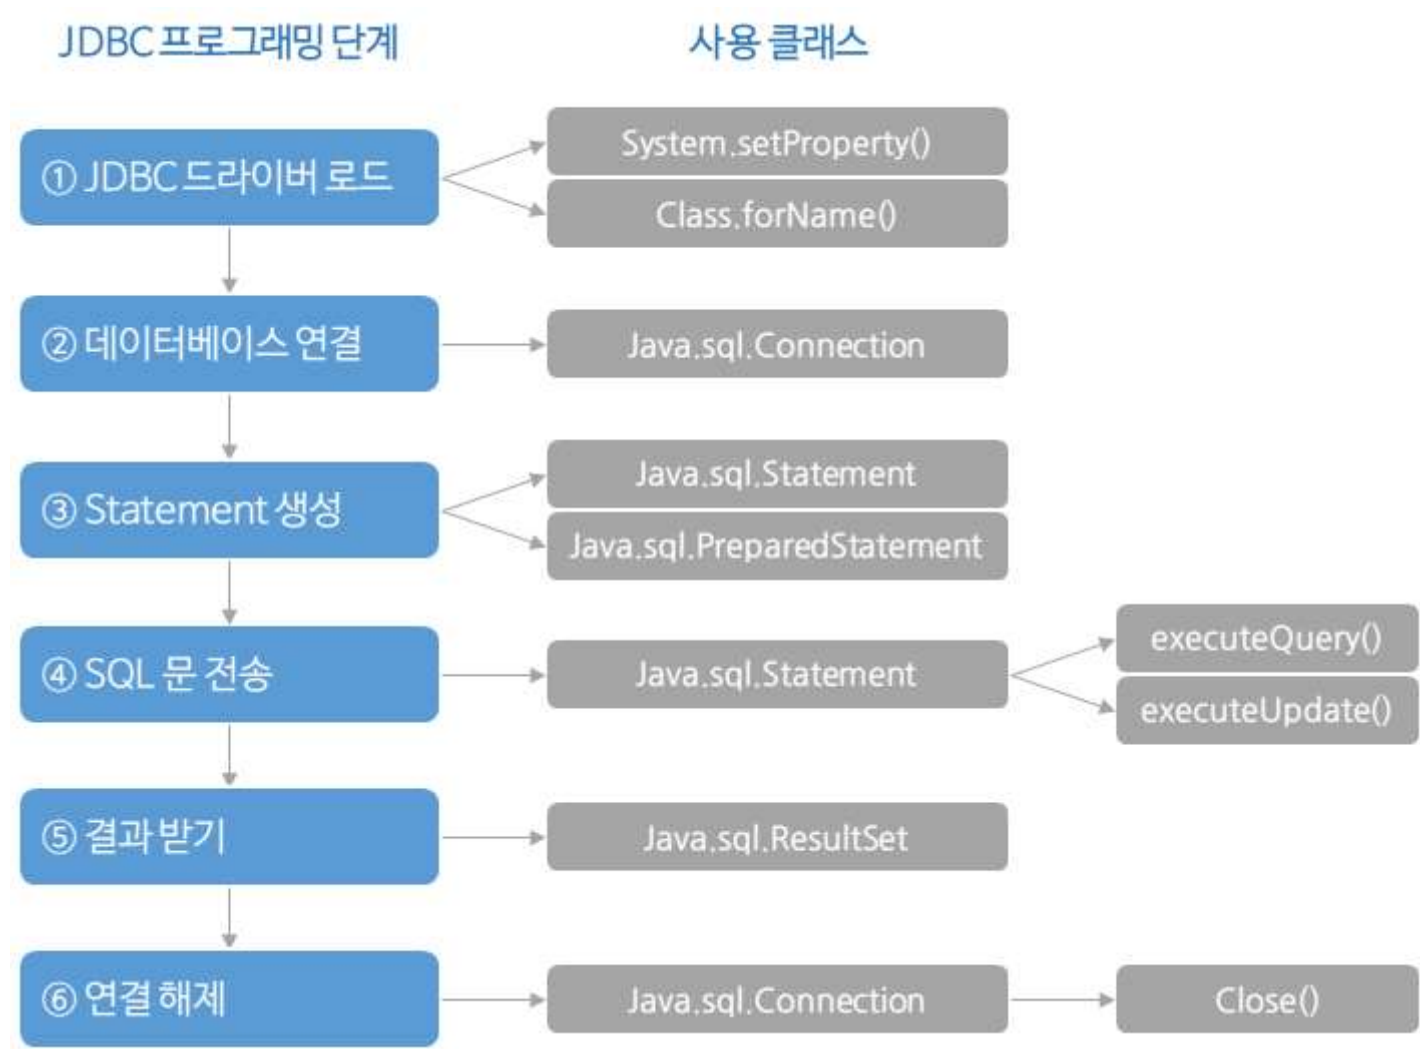 JDBC 프로그래밍 단계
사용 클래스
① JDBC 드라이버 로드
System.setProperty()
Class.forName()
② 데이터베이스 연결
Java.sql.Connection
③ Statement 생성
Java.sql.Statement
Java.sql.PreparedStatement
④ SQL 문 전송
Java.sql.Statement
executeQuery()
executeUpdate()
⑤ 결과 받기
Java.sql.ResultSet
⑥ 연결 해제
Java.sql.Connection
Close()